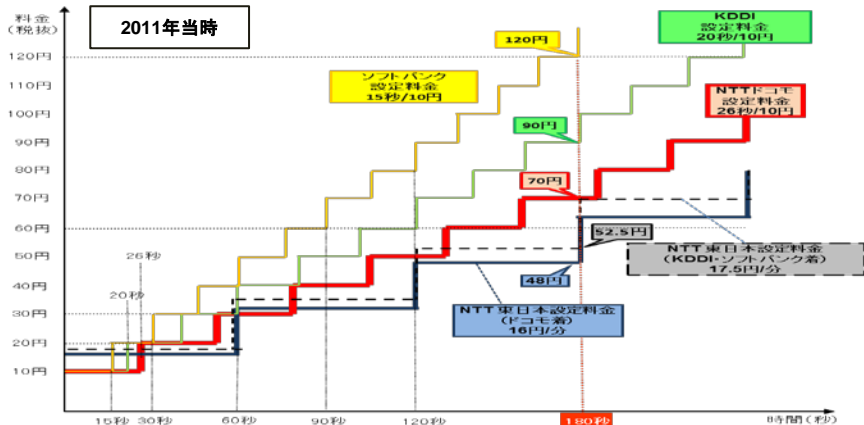 料金
(税抜)
2011年当時
120円
110円
100円
90円
80円
70円
60円
50円
40円
30円
20円
10円
KDDI
設定料金
20秒/10円
120円
ソフトバンク
設定料金
15秒/10円
NTTドコモ
設定料金
26秒/10円
90円
70円
52.5円
NTT東日本設定料金
(KDDI・ソフトバンク着)
17.5円/分
48円
NTT東日本設定料金
(ドコモ着)
16円/分
26秒
20秒
15秒
30秒
60秒
90秒
120秒
180秒
時間(秒)